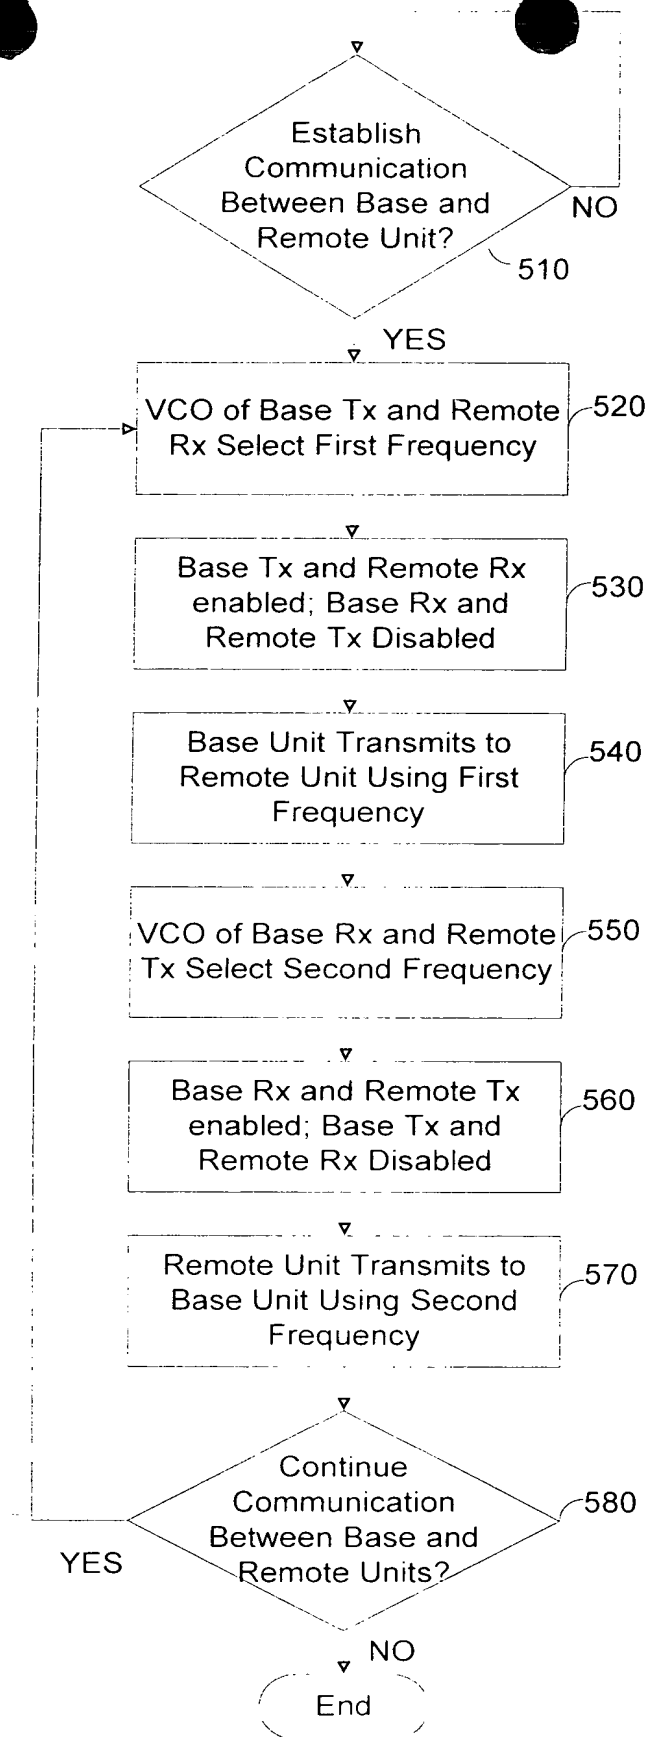 Establish
Communication
Between Base and
Remote Unit?
NO
510
YES
VCO of Base Tx and Remote
Rx Select First Frequency
520
Base Tx and Remote Rx
enabled; Base Rx and
Remote Tx Disabled
530
Base Unit Transmits to
Remote Unit Using First
Frequency
540
VCO of Base Rx and Remote
Tx Select Second Frequency
550
Base Rx and Remote Tx
enabled; Base Tx and
Remote Rx Disabled
560
Remote Unit Transmits to
Base Unit Using Second
Frequency
570
Continue
Communication
Between Base and
Remote Units?
580
YES
NO
End